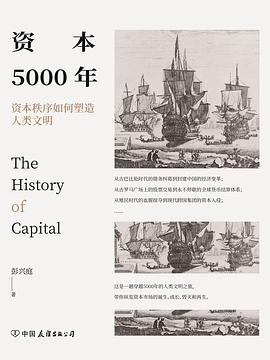 资本
5000年
资本秩序如何塑造
人类文明
The
History
of
Capital
从古巴比伦时代的债务纠葛到封建中国的经济变革；
从古罗马广场上的股票交易到永不停歇的全球货币结算体系；
从殖民时代的血腥掠夺到现代跨国集团的资本入侵；
……
彭兴庭
著
这是一趟穿越5000年的人类文明之旅，
带你纵览资本市场的诞生、成长、毁灭和再生。
中国友谊出版公司